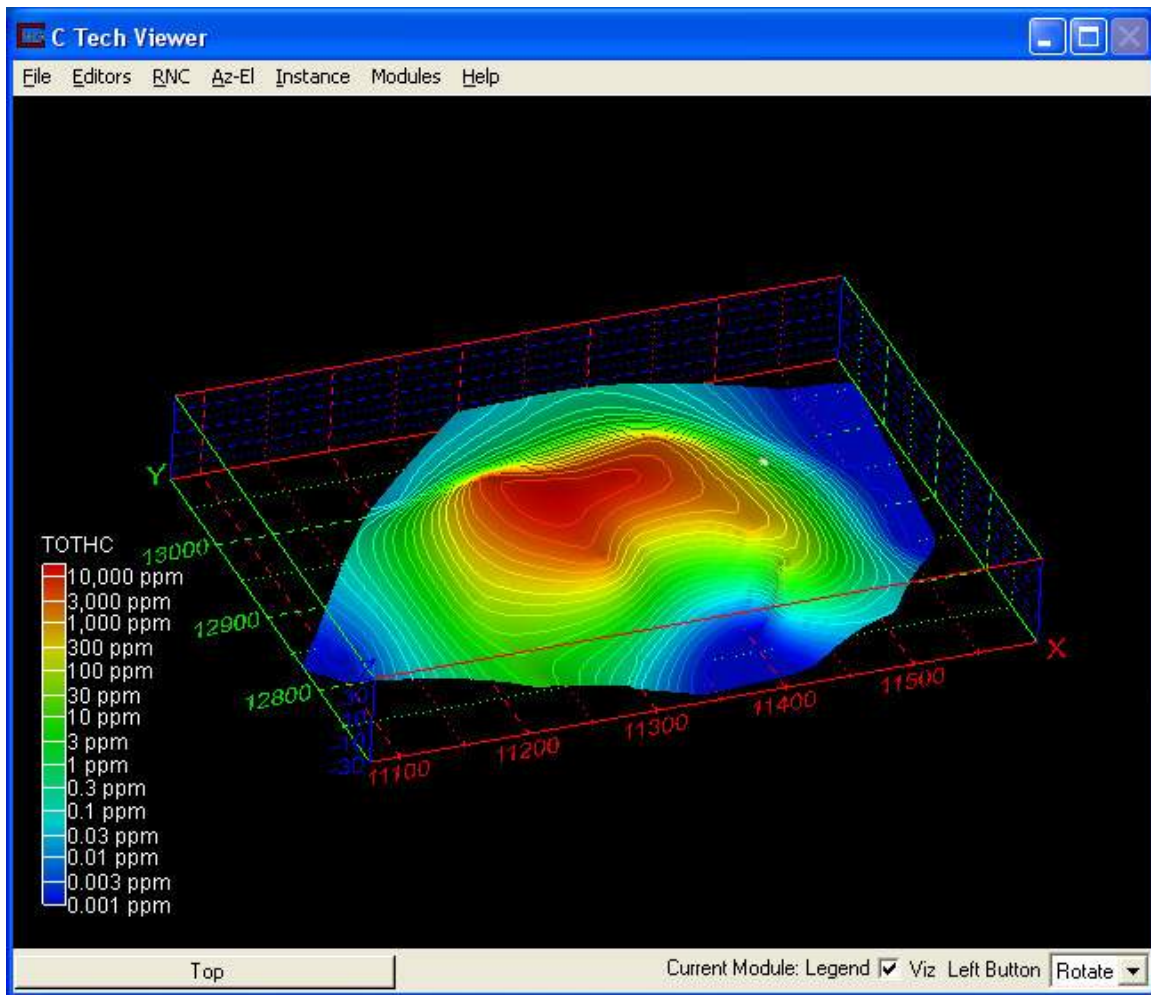 C Tech Viewer
File Editors RNC Az-El Instance Modules Help
Y
13000
12900
12800
TOTHC
10,000 ppm
3,000 ppm
1,000 ppm
300 ppm
100 ppm
30 ppm
10 ppm
3 ppm
1 ppm
0.3 ppm
0.1 ppm
0.03 ppm
0.01 ppm
0.003 ppm
0.001 ppm
-30
11100
11200
11300
11400
11500
X
Top
Current Module: Legend Viz Left Button Rotate